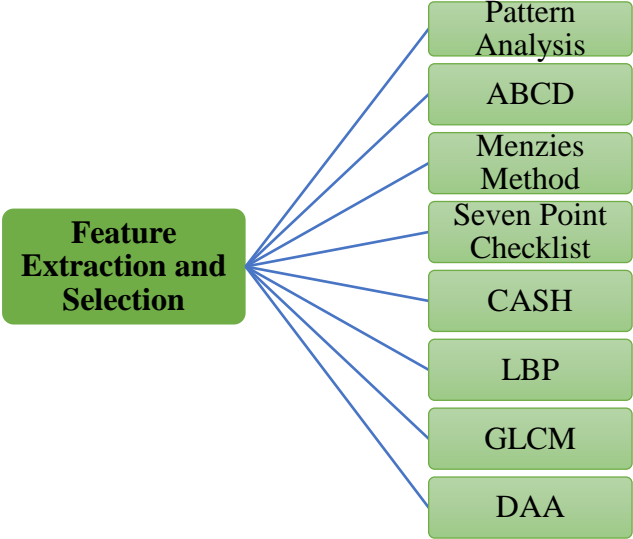 Feature
Extraction and
Selection
Pattern
Analysis
ABCD
Menzies
Method
Seven Point
Checklist
CASH
LBP
GLCM
DAA